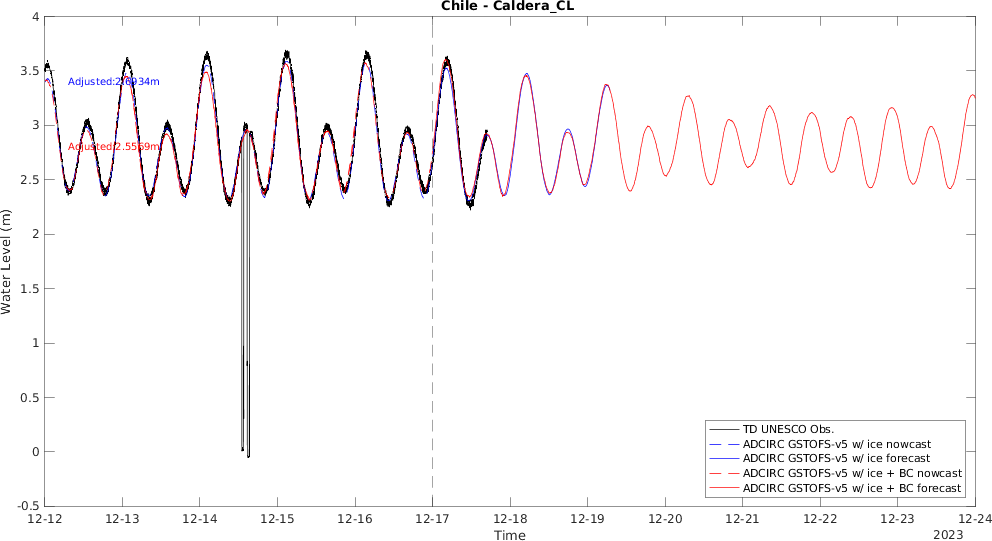 Chile - Caldera_CL
4
3.5
3
2.5
2
1.5
1
0.5
0
-0.5
Water Level (m)
Adjusted:2.6934m
Adjusted:2.5569m
TD UNESCO Obs.
ADCIRC GSTOFS-v5 w/ ice nowcast
ADCIRC GSTOFS-v5 w/ ice forecast
ADCIRC GSTOFS-v5 w/ ice + BC nowcast
ADCIRC GSTOFS-v5 w/ ice + BC forecast
12-12 12-13 12-14 12-15 12-16 12-17 12-18 12-19 12-20 12-21 12-22 12-23 12-24
Time
2023